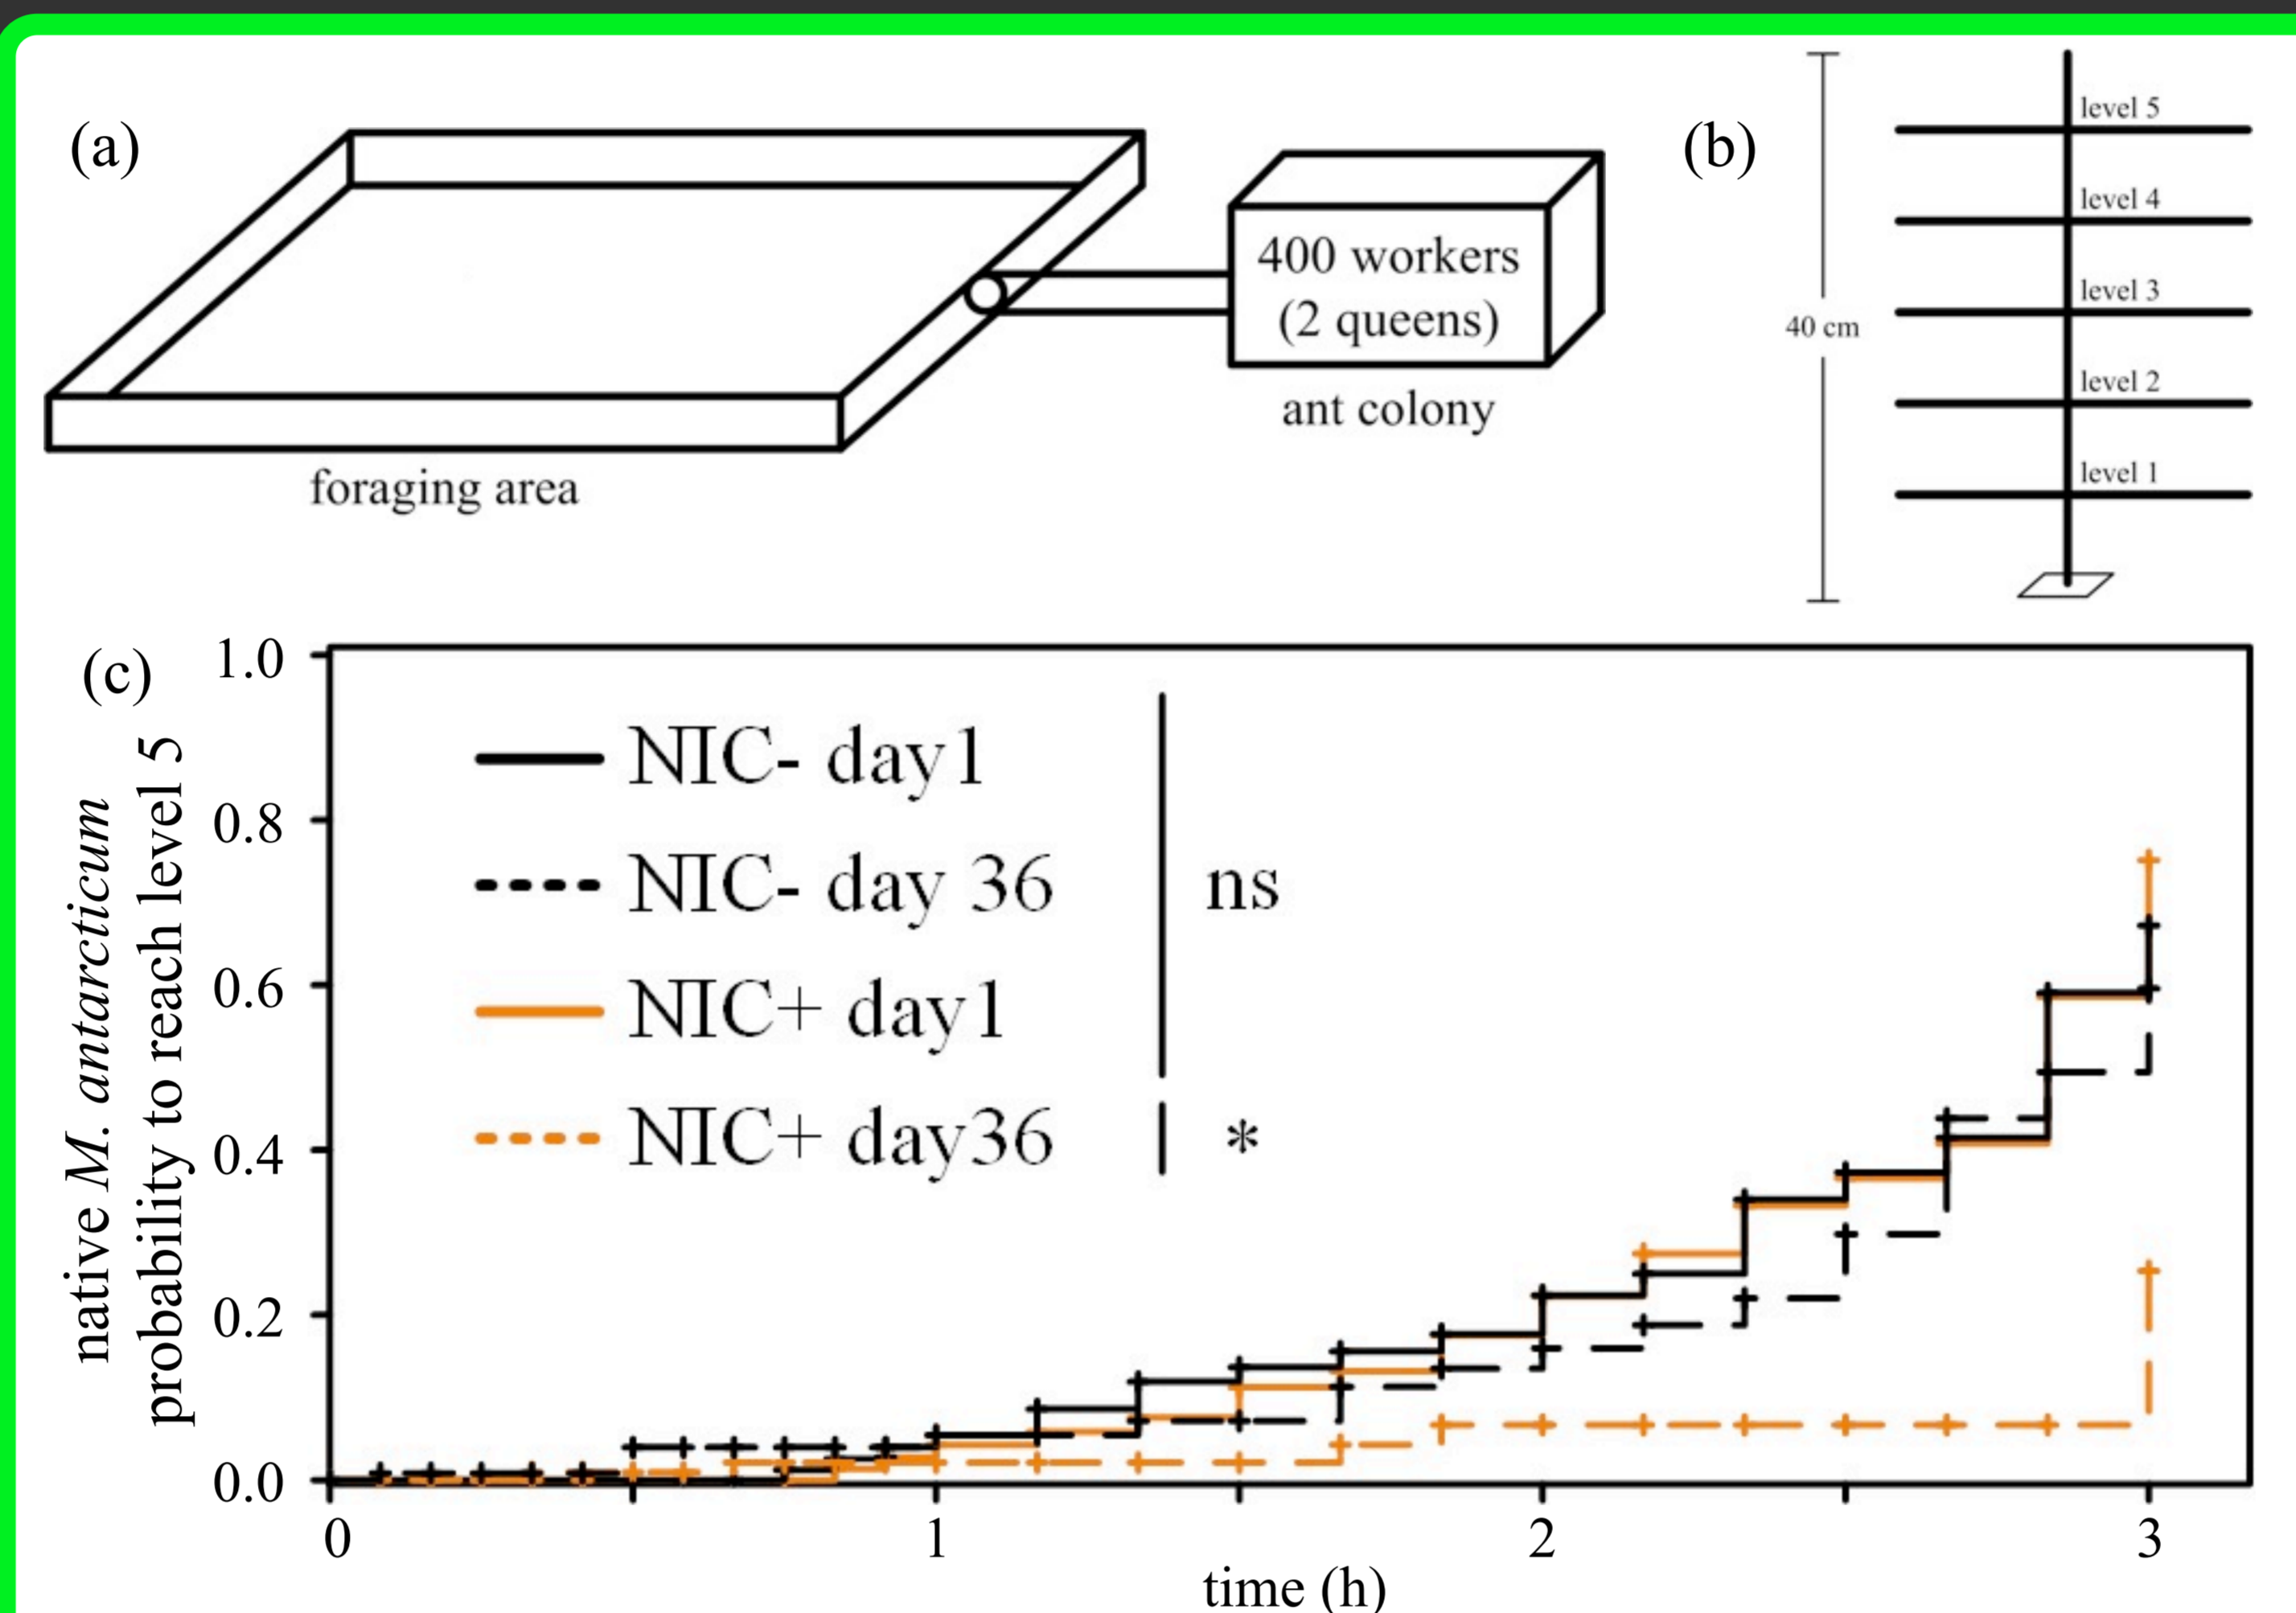 (a)
400 workers
(2 queens)
ant colony
foraging area
(b)
level 5
level 4
level 3
level 2
level 1
40 cm
(c)
native M. antarcticum
probability to reach level 5
1.0
0.8
0.6
0.4
0.2
0.0
NIC- day1
NIC- day 36
NIC+ day1
NIC+ day36
ns
*
0 1 2 3
time (h)